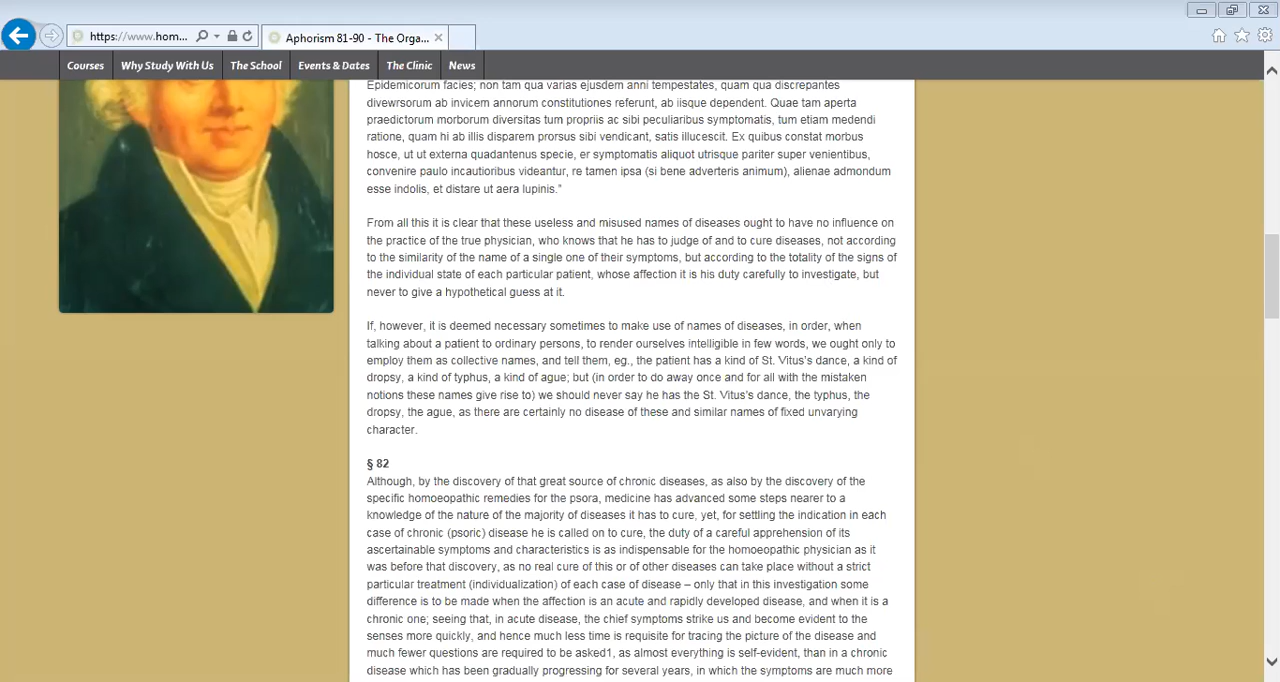 https://www.hom...
Aphorism 81-90 - The Orga...
Courses Why Study With Us The School Events & Dates The Clinic News
Epidemicorum facies; non tam qua varias ejusdem anni tempestates, quam qua discrepantes
divewrsorum ab invicem annorum constitutiones referunt, ab iisque dependent. Quae tam aperta
praedictorum morborum diversitas tum propriis ac sibi peculiaribus symptomatis, tum etiam medendi
ratione, quam hi ab illis disparem prorsus sibi vendicant, satis illucescit. Ex quibus constat morbus
hosce, ut ut externa quadantenus specie, er symptomatis aliquot utrisque pariter super venientibus,
convenire paulo incautioribus videantur, re tamen ipsa (si bene adverteris animum), alienae admondum
esse indolis, et distare ut aera lupinis.”
From all this it is clear that these useless and misused names of diseases ought to have no influence on
the practice of the true physician, who knows that he has to judge of and to cure diseases, not according
to the similarity of the name of a single one of their symptoms, but according to the totality of the signs of
the individual state of each particular patient, whose affection it is his duty carefully to investigate, but
never to give a hypothetical guess at it.
If, however, it is deemed necessary sometimes to make use of names of diseases, in order, when
talking about a patient to ordinary persons, to render ourselves intelligible in few words, we ought only to
employ them as collective names, and tell them, eg., the patient has a kind of St. Vitus’s dance, a kind of
dropsy, a kind of typhus, a kind of ague; but (in order to do away once and for all with the mistaken
notions these names give rise to) we should never say he has the St. Vitus’s dance, the typhus, the
dropsy, the ague, as there are certainly no disease of these and similar names of fixed unvarying
character.
§ 82
Although, by the discovery of that great source of chronic diseases, as also by the discovery of the
specific homoeopathic remedies for the psora, medicine has advanced some steps nearer to a
knowledge of the nature of the majority of diseases it has to cure, yet, for settling the indication in each
case of chronic (psoric) disease he is called on to cure, the duty of a careful apprehension of its
ascertainable symptoms and characteristics is as indispensable for the homoeopathic physician as it
was before that discovery, as no real cure of this or of other diseases can take place without a strict
particular treatment (individualization) of each case of disease – only that in this investigation some
difference is to be made when the affection is an acute and rapidly developed disease, and when it is a
chronic one; seeing that, in acute disease, the chief symptoms strike us and become evident to the
senses more quickly, and hence much less time is requisite for tracing the picture of the disease and
much fewer questions are required to be asked1, as almost everything is self-evident, than in a chronic
disease which has been gradually progressing for several years, in which the symptoms are much more